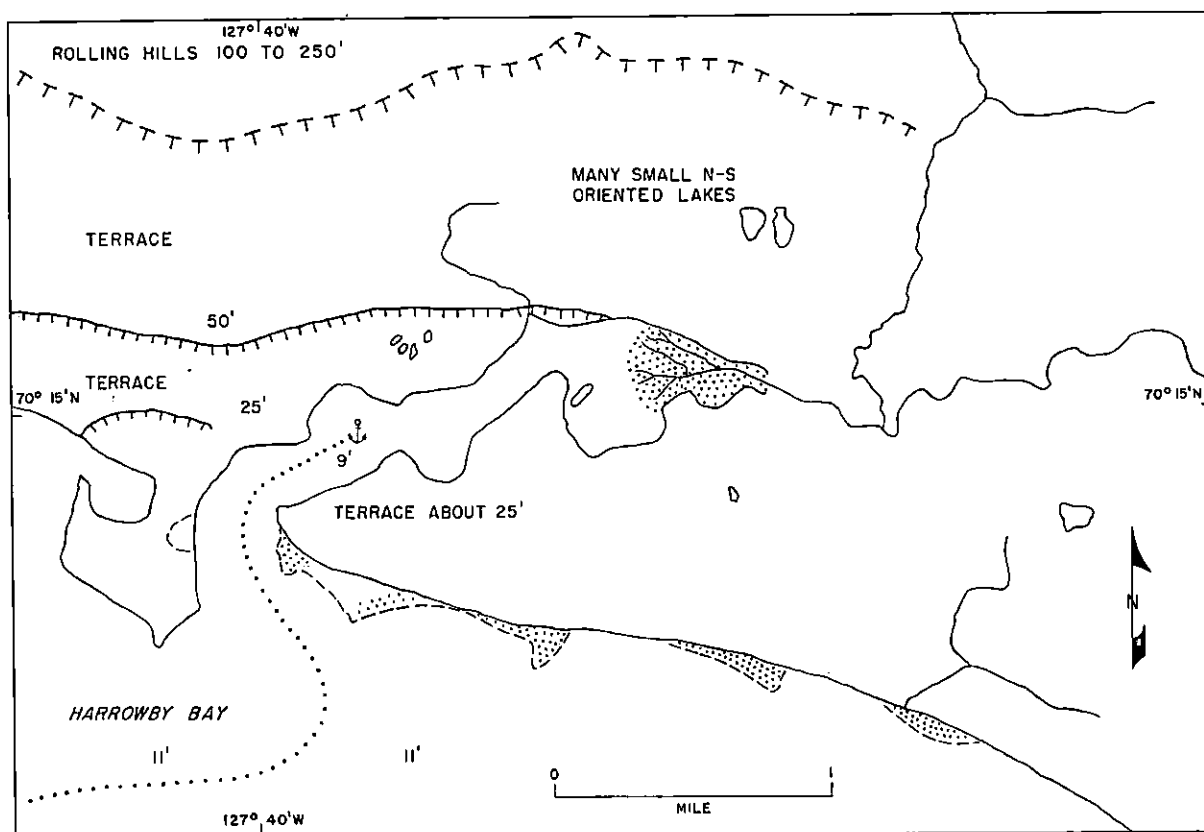 127° 40'W
ROLLING HILLS 100 TO 250'
MANY SMALL N-S
ORIENTED LAKES
TERRACE
50'
TERRACE
70° 15'N
25'
70° 15'N
9'
TERRACE ABOUT 25'
N
HARROWBY BAY
11'
11'
0
1
MILE
127° 40'W